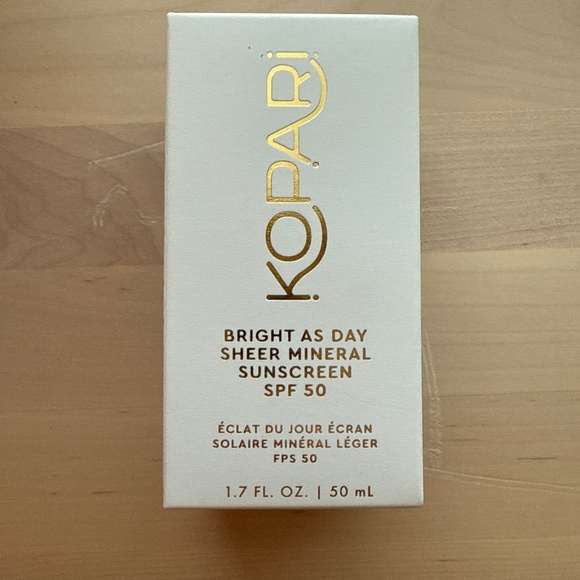 KOPARI
BRIGHT AS DAY
SHEER MINERAL
SUNSCREEN
SPF 50
ÉCLAT DU JOUR ÉCRAN
SOLAIRE MINÉRAL LÉGER
FPS 50
1.7 FL. OZ. | 50 mL